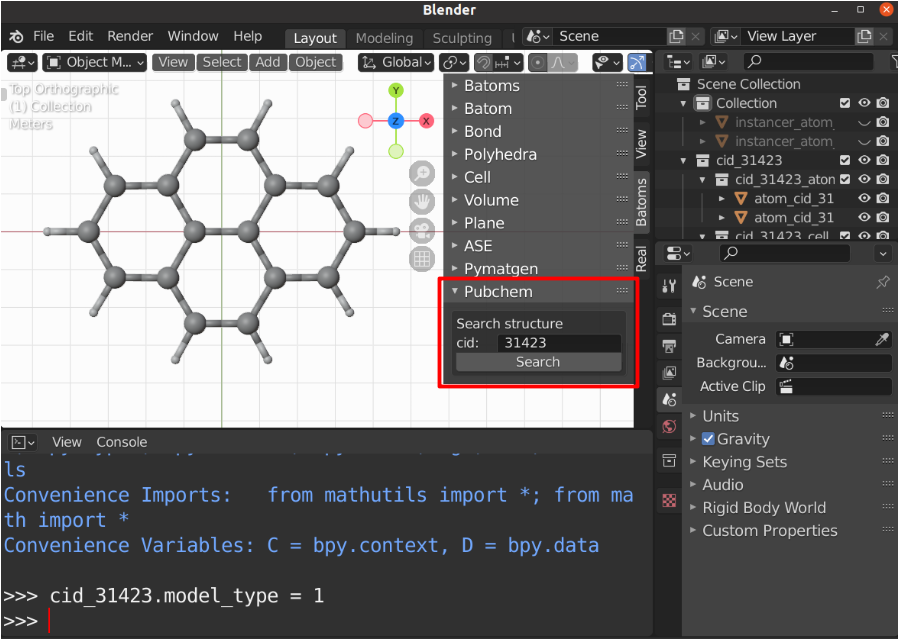 Blender
File Edit Render Window Help Layout Modeling Sculpting Scene View Layer
Object M... View Select Add Object Global
Top Orthographic
(1) Collection
Meters
Y
Z
X
Batoms
Batom
Bond
Polyhedra
Cell
Volume
Plane
ASE
Pymatgen
Pubchem
Search structure
cid: 31423
Search
Tool
View
Batoms
Real
Scene Collection
Collection
instancer_atom_
instancer_atom_
cid_31423
cid_31423_aton
atom_cid_31
atom_cid_31
cid_31423_cell
Scene
Scene
Camera
Backgrou...
Active Clip
Units
Gravity
Keying Sets
Audio
Rigid Body World
Custom Properties
View Console
ls
Convenience Imports: from mathutils import *; from ma
th import *
Convenience Variables: C = bpy.context, D = bpy.data
>>> cid_31423.model_type = 1
>>>